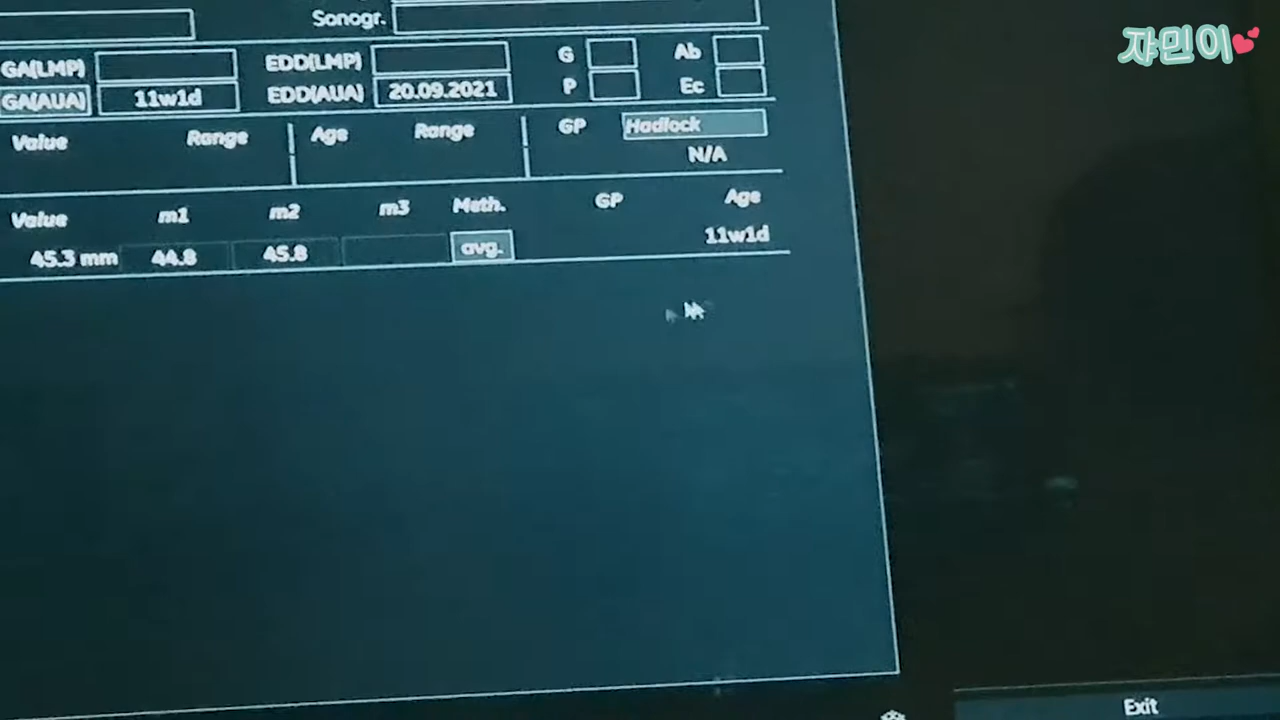 쟈민이
Sonogr.
GA(LMP) EDD(LMP) G Ab
GA(AUA) 11w1d EDD(AUA) 20.09.2021 P Ec
Value Range Age Range GP Hadlock
N/A
Value m1 m2 m3 Meth. GP Age
45.3 mm 44.8 45.8 avg. 11w1d
Exit